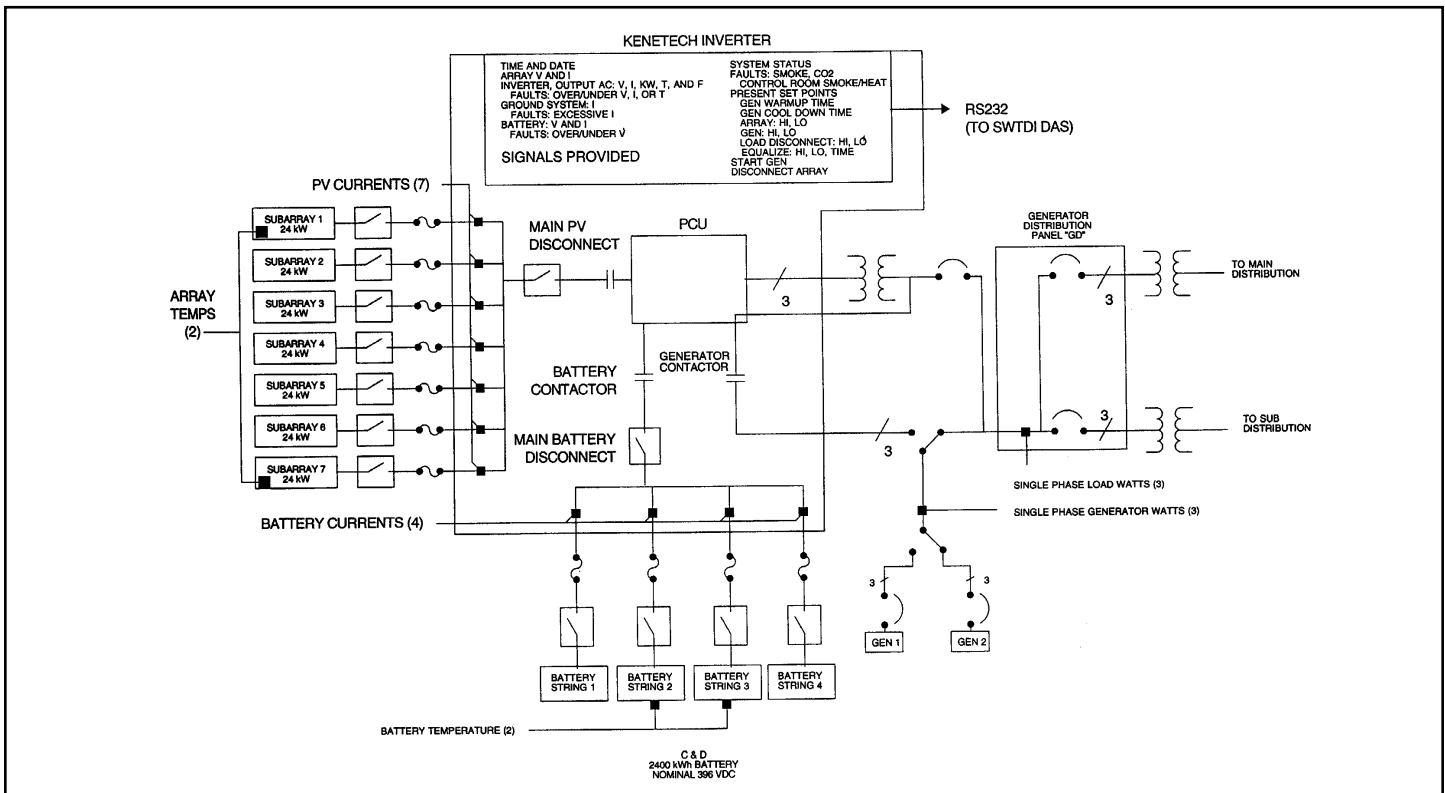 KENETECH INVERTER
TIME AND DATE
ARRAY V AND I
INVERTER, OUTPUT AC: V, I, KW, T, AND F
FAULTS: OVER/UNDER V, I, OR T
GROUND SYSTEM: I
FAULTS: EXCESSIVE I
BATTERY: V AND I
FAULTS: OVER/UNDER V
SIGNALS PROVIDED
SYSTEM STATUS
FAULTS: SMOKE, CO2
CONTROL ROOM SMOKE/HEAT
PRESENT SET POINTS
GEN WARMUP TIME
GEN COOL DOWN TIME
ARRAY: HI, LO
GEN: HI, LO
LOAD DISCONNECT: HI, LO
EQUALIZE: HI, LO, TIME
START GEN
DISCONNECT ARRAY
RS232
(TO SWTDI DAS)
PV CURRENTS (7)
SUBARRAY 1
24 kW
SUBARRAY 2
24 kW
SUBARRAY 3
24 kW
SUBARRAY 4
24 kW
SUBARRAY 5
24 kW
SUBARRAY 6
24 kW
SUBARRAY 7
24 kW
ARRAY
TEMPS
(2)
MAIN PV
DISCONNECT
PCU
3
GENERATOR
DISTRIBUTION
PANEL "GD"
3
TO MAIN
DISTRIBUTION
BATTERY
CONTACTOR
GENERATOR
CONTACTOR
MAIN BATTERY
DISCONNECT
3
3
TO SUB
DISTRIBUTION
SINGLE PHASE LOAD WATTS (3)
SINGLE PHASE GENERATOR WATTS (3)
BATTERY CURRENTS (4)
3
3
GEN 1
GEN 2
BATTERY
STRING 1
BATTERY
STRING 2
BATTERY
STRING 3
BATTERY
STRING 4
BATTERY TEMPERATURE (2)
C & D
2400 kWh BATTERY
NOMINAL 396 VDC